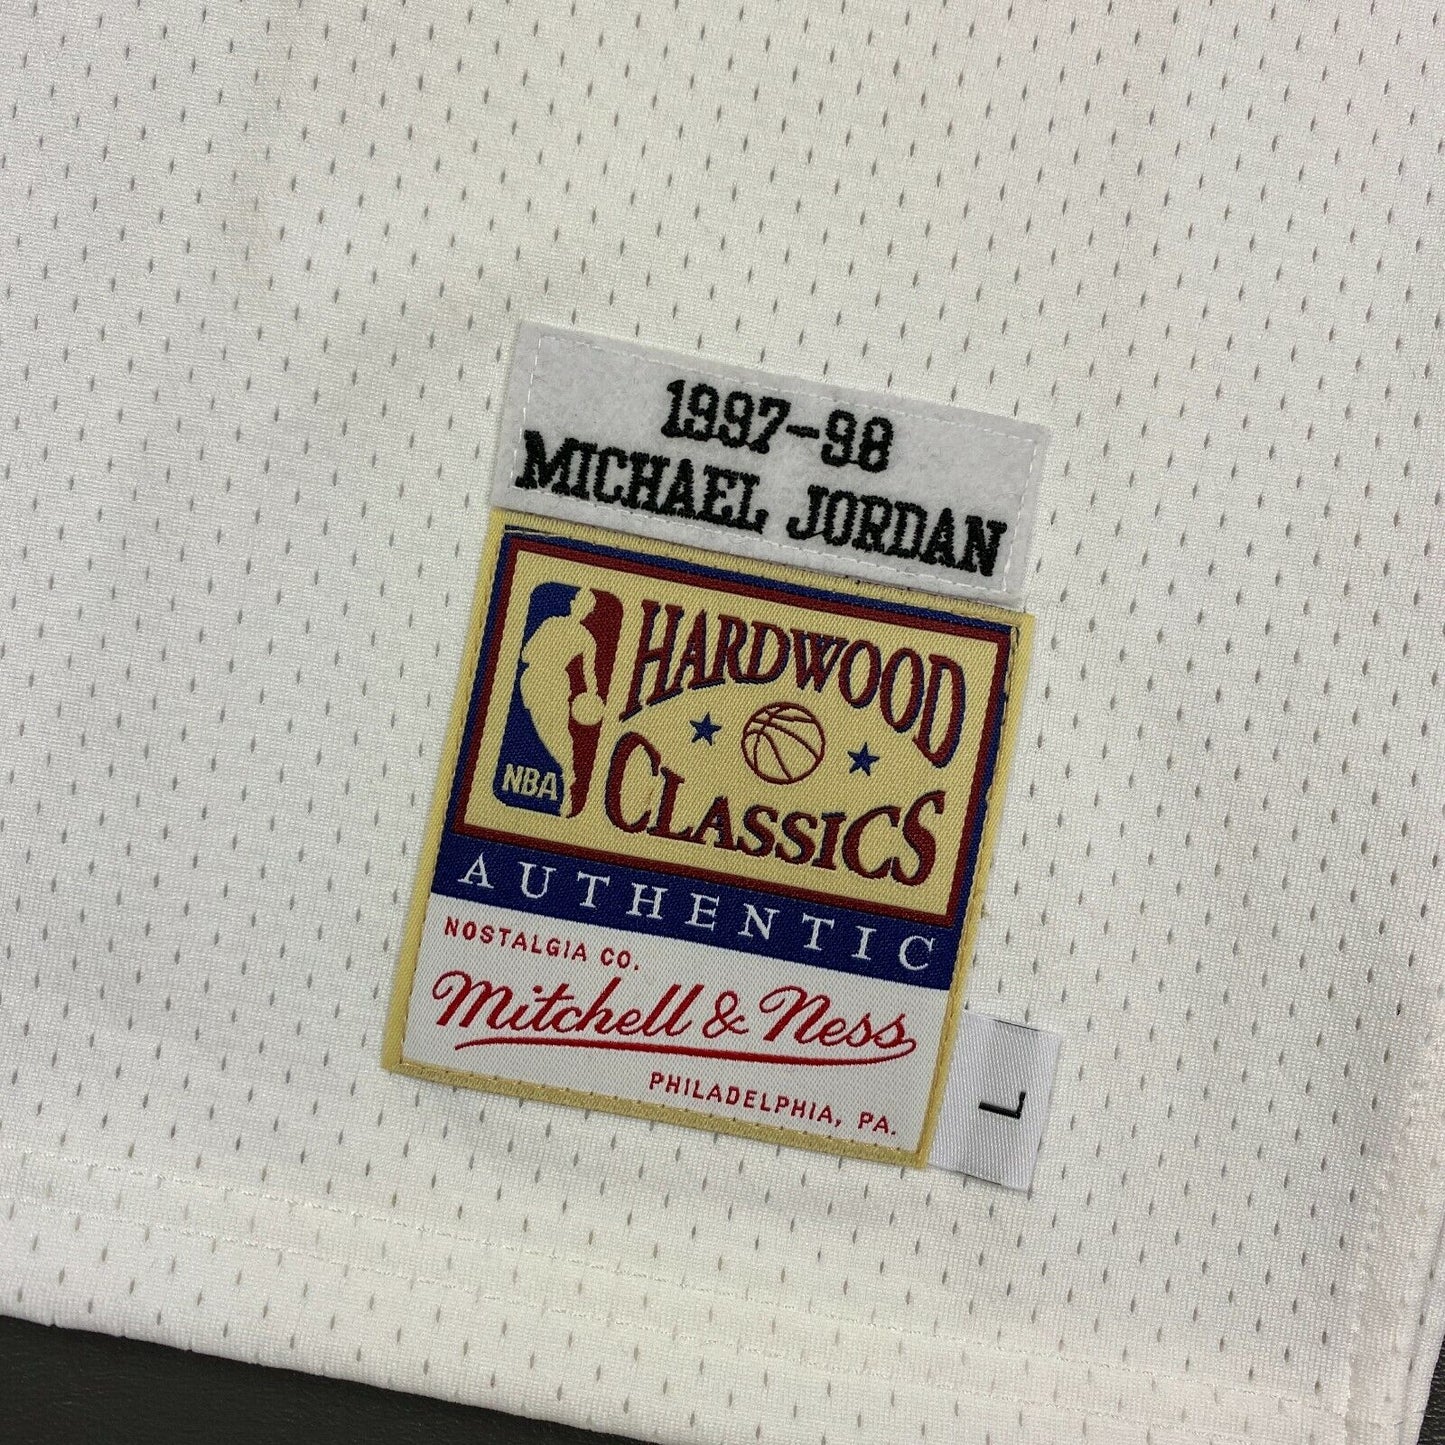 1997-98
MICHAEL JORDAN
HARDWOOD
CLASSICS
NBA
AUTHENTIC
NOSTALGIA CO.
Mitchell & Ness
PHILADELPHIA, PA.
L